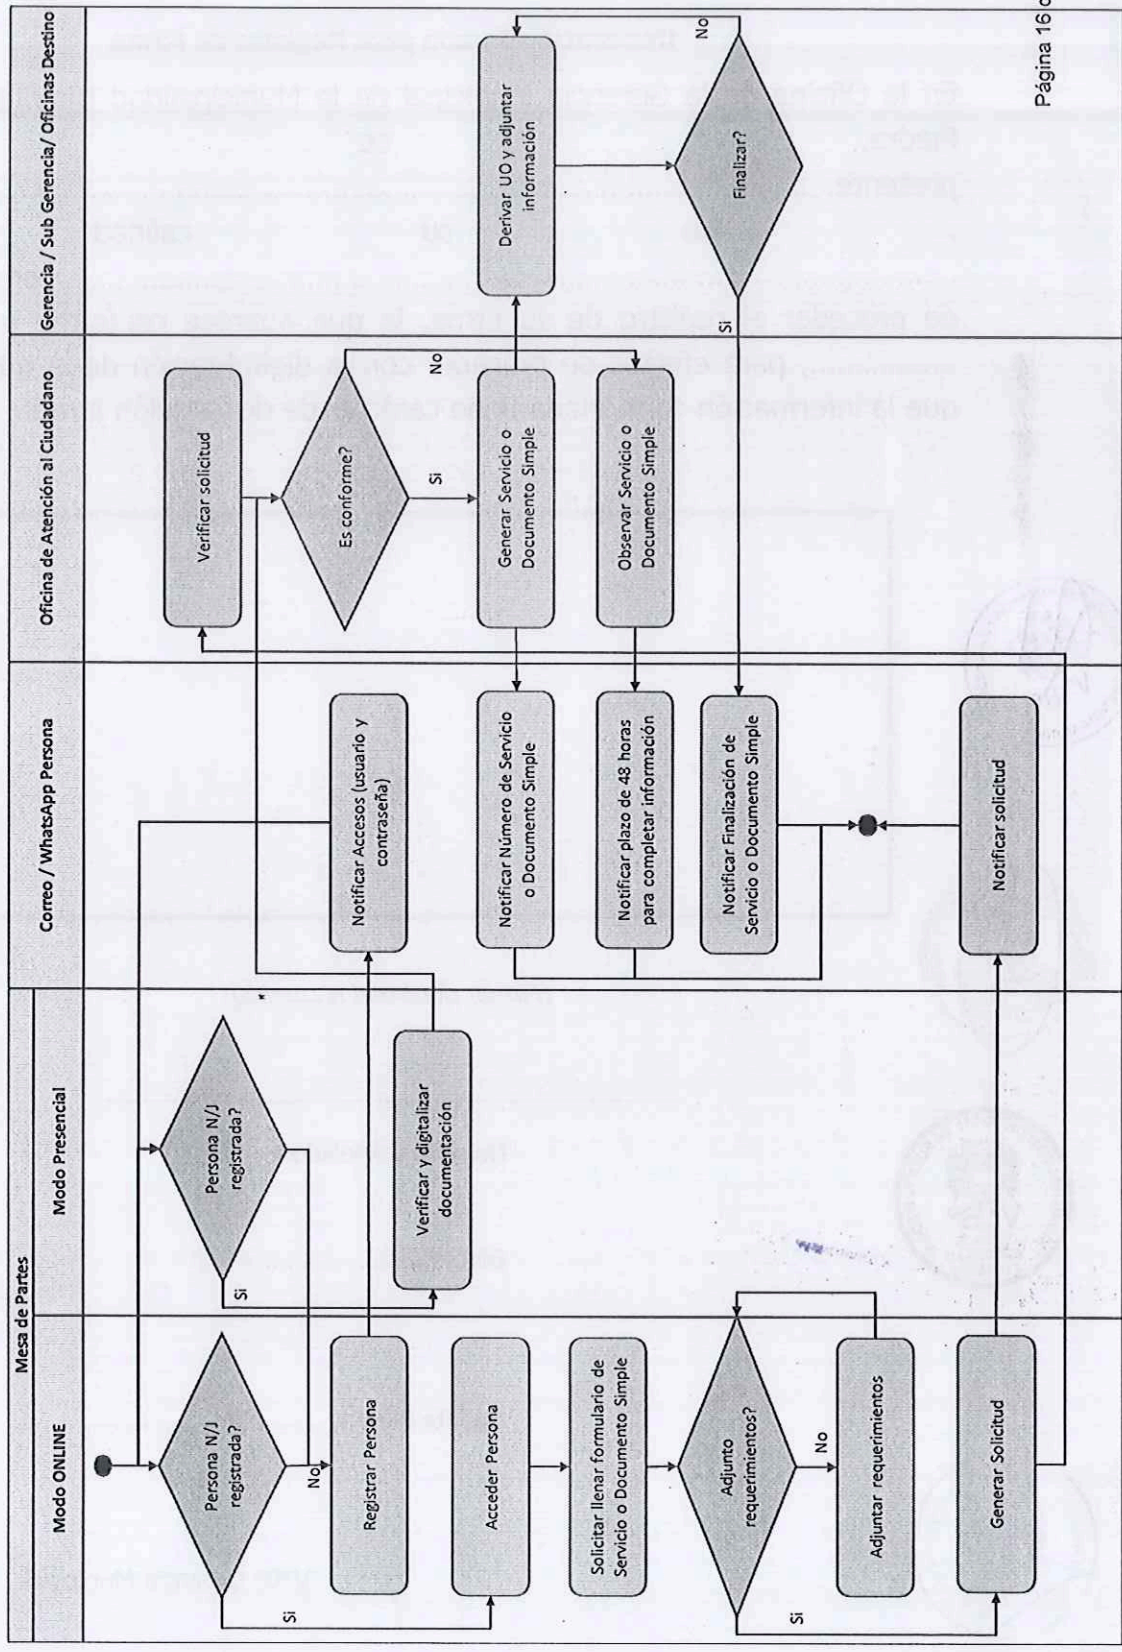 Mesa de Partes
Modo ONLINE
Modo Presencial
Correo / WhatsApp Persona
Oficina de Atención al Ciudadano
Gerencia / Sub Gerencia/ Oficinas Destino
Persona N/J
registrada?
Si
No
Registrar Persona
Acceder Persona
Solicitar llenar formulario de
Servicio o Documento Simple
Adjunto
requerimientos?
Si
No
Adjuntar requerimientos
Generar Solicitud
Persona N/J
registrada?
Si
Verificar y digitalizar
documentación
Notificar Accesos (usuario y
contraseña)
Notificar Número de Servicio
o Documento Simple
Notificar plazo de 48 horas
para completar información
Notificar Finalización de
Servicio o Documento Simple
Notificar solicitud
Verificar solicitud
Es conforme?
No
Si
Generar Servicio o
Documento Simple
Observar Servicio o
Documento Simple
Derivar UO y adjuntar
información
Finalizar?
No
Si
Página 16